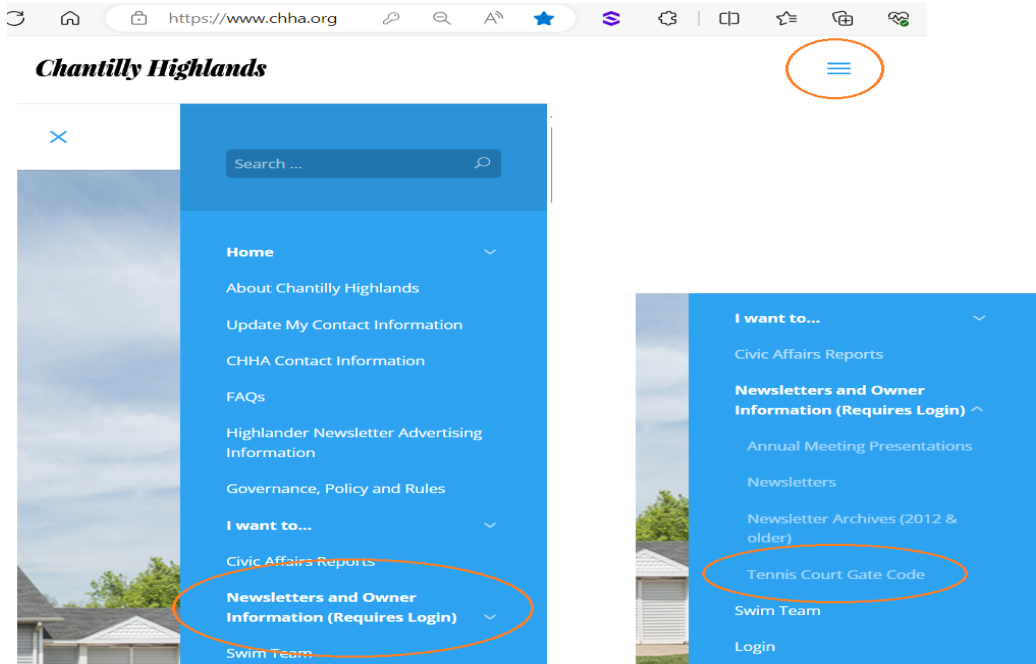 https://www.chha.org
Chantilly Highlands
Search ...
Home
About Chantilly Highlands
Update My Contact Information
CHHA Contact Information
FAQs
Highlander Newsletter Advertising
Information
Governance, Policy and Rules
I want to...
Civic Affairs Reports
Newsletters and Owner
Information (Requires Login)
Swim Team
I want to...
Civic Affairs Reports
Newsletters and Owner
Information (Requires Login)
Annual Meeting Presentations
Newsletters
Newsletter Archives (2012 &
older)
Tennis Court Gate Code
Swim Team
Login